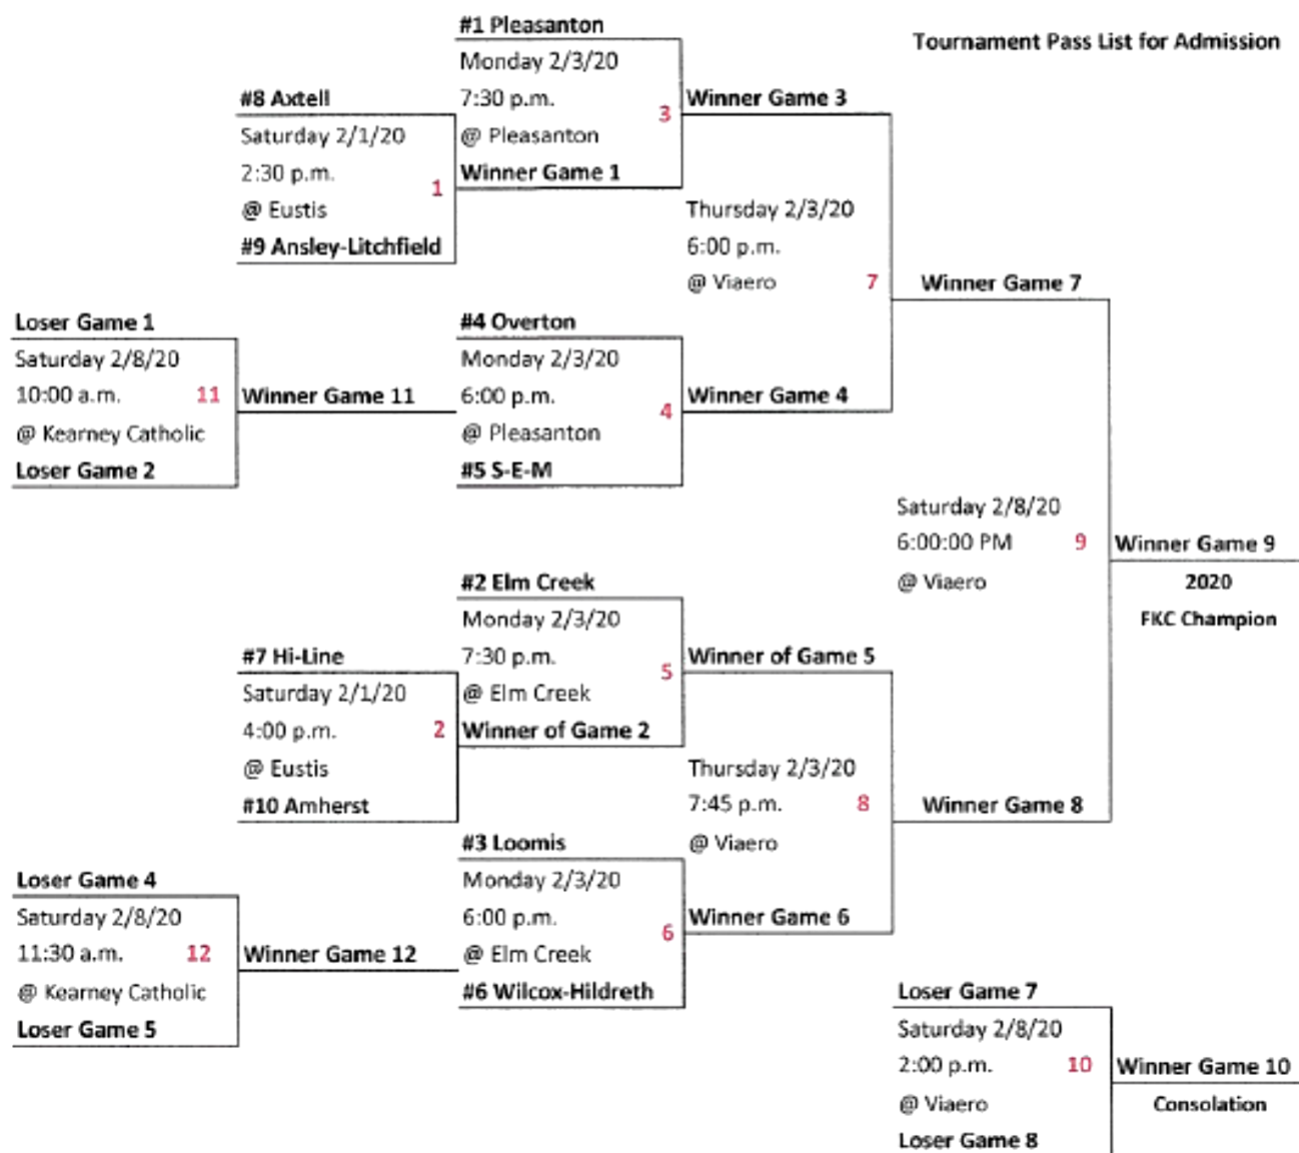 Tournament Pass List for Admission
#1 Pleasanton
Monday 2/3/20
7:30 p.m.
3
@ Pleasanton
Winner Game 1
#8 Axtell
Saturday 2/1/20
2:30 p.m.
1
@ Eustis
#9 Ansley-Litchfield
Winner Game 3
Thursday 2/3/20
6:00 p.m.
@ Viaero
7
Winner Game 4
Winner Game 7
Loser Game 1
Saturday 2/8/20
10:00 a.m.
11
@ Kearney Catholic
Loser Game 2
Winner Game 11
#4 Overton
Monday 2/3/20
6:00 p.m.
4
@ Pleasanton
#5 S-E-M
Saturday 2/8/20
6:00:00 PM
9
@ Viaero
Winner Game 9
2020
FKC Champion
#2 Elm Creek
Monday 2/3/20
7:30 p.m.
5
@ Elm Creek
Winner of Game 2
#7 Hi-Line
Saturday 2/1/20
4:00 p.m.
2
@ Eustis
#10 Amherst
Winner of Game 5
Thursday 2/3/20
7:45 p.m.
8
@ Viaero
Winner Game 6
Winner Game 8
#3 Loomis
Monday 2/3/20
6:00 p.m.
6
@ Elm Creek
#6 Wilcox-Hildreth
Loser Game 4
Saturday 2/8/20
11:30 a.m.
12
@ Kearney Catholic
Loser Game 5
Winner Game 12
Loser Game 7
Saturday 2/8/20
2:00 p.m.
10
@ Viaero
Loser Game 8
Winner Game 10
Consolation